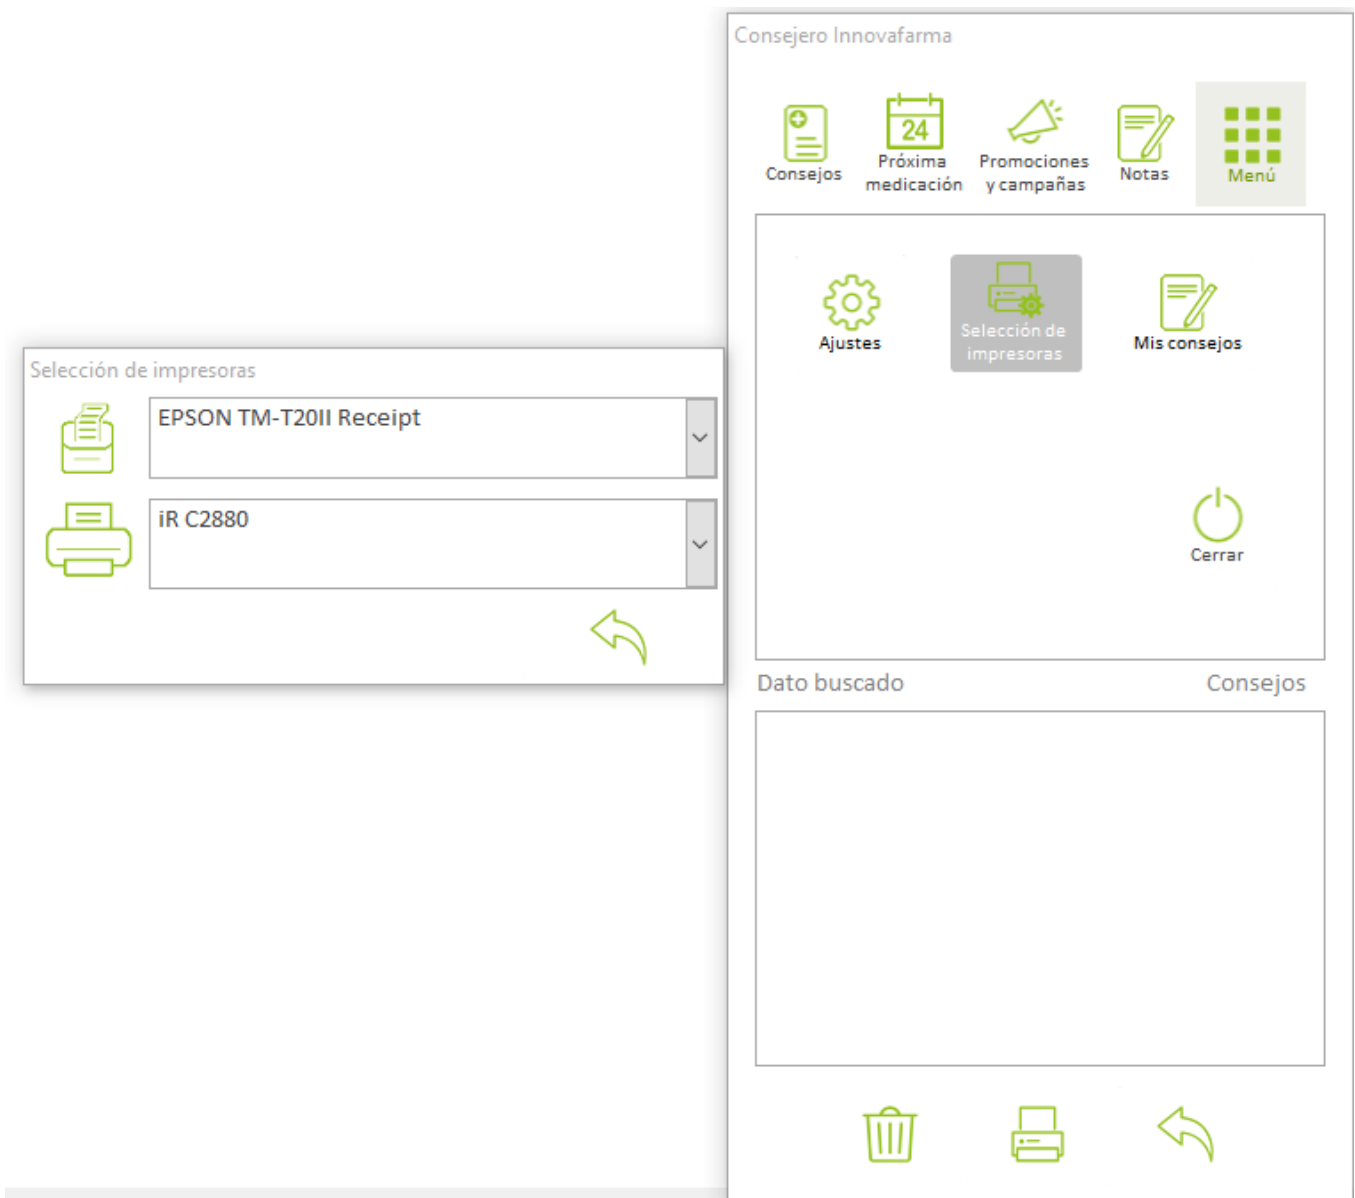 Consejero Innovafarma
24
Consejos
Próxima
medicación
Promociones
y campañas
Notas
Menú
Ajustes
Selección de
impresoras
Mis consejos
Cerrar
Selección de impresoras
EPSON TM-T20II Receipt
iR C2880
Dato buscado
Consejos